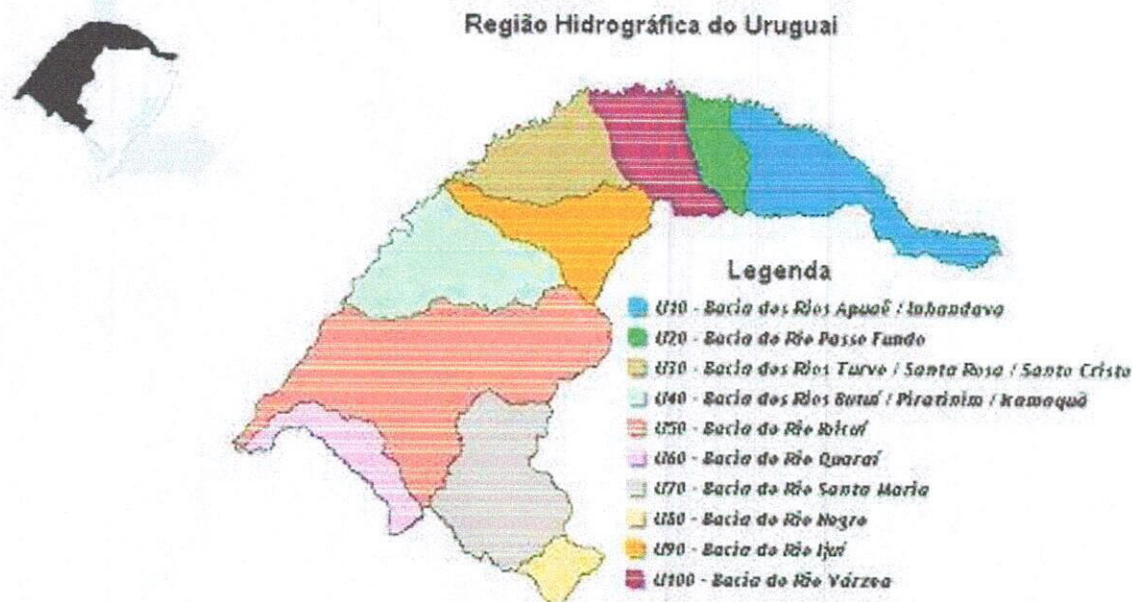 Região Hidrográfica do Uruguai
Legenda
U10 - Bacia dos Rios Apuaê / Inhandava
U20 - Bacia do Rio Passo Fundo
U30 - Bacia dos Rios Turvo / Santa Rosa / Santo Cristo
U40 - Bacia dos Rios Butuí / Piratinim / Icamaquã
U50 - Bacia do Rio Ibicuí
U60 - Bacia do Rio Quaraí
U70 - Bacia do Rio Santa Maria
U80 - Bacia do Rio Negro
U90 - Bacia do Rio Ijuí
U100 - Bacia do Rio Várzea